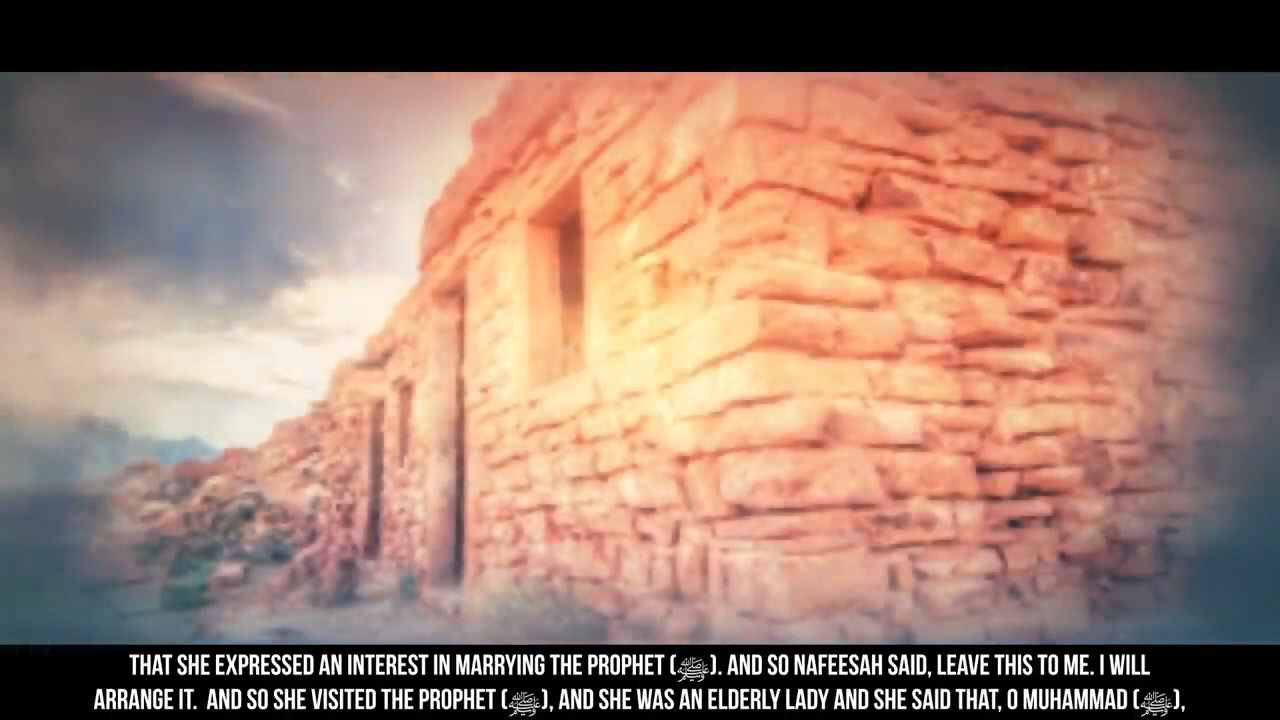 THAT SHE EXPRESSED AN INTEREST IN MARRYING THE PROPHET (ﷺ). AND SO NAFEESAH SAID, LEAVE THIS TO ME. I WILL
ARRANGE IT. AND SO SHE VISITED THE PROPHET (ﷺ), AND SHE WAS AN ELDERLY LADY AND SHE SAID THAT, O MUHAMMAD (ﷺ),